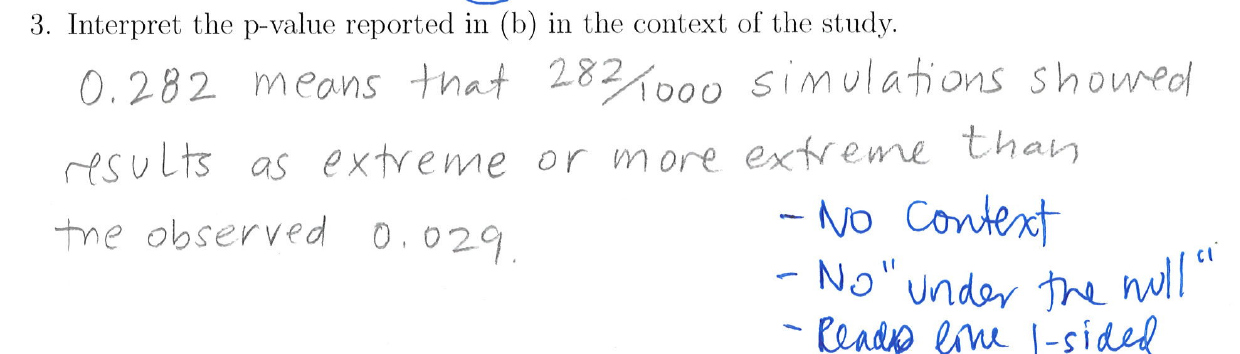 3. Interpret the p-value reported in (b) in the context of the study.
0.282 means that 282/1000 simulations showed
results as extreme or more extreme than
the observed 0.029.
- No context
- No "under the null"
- Reads like 1-sided